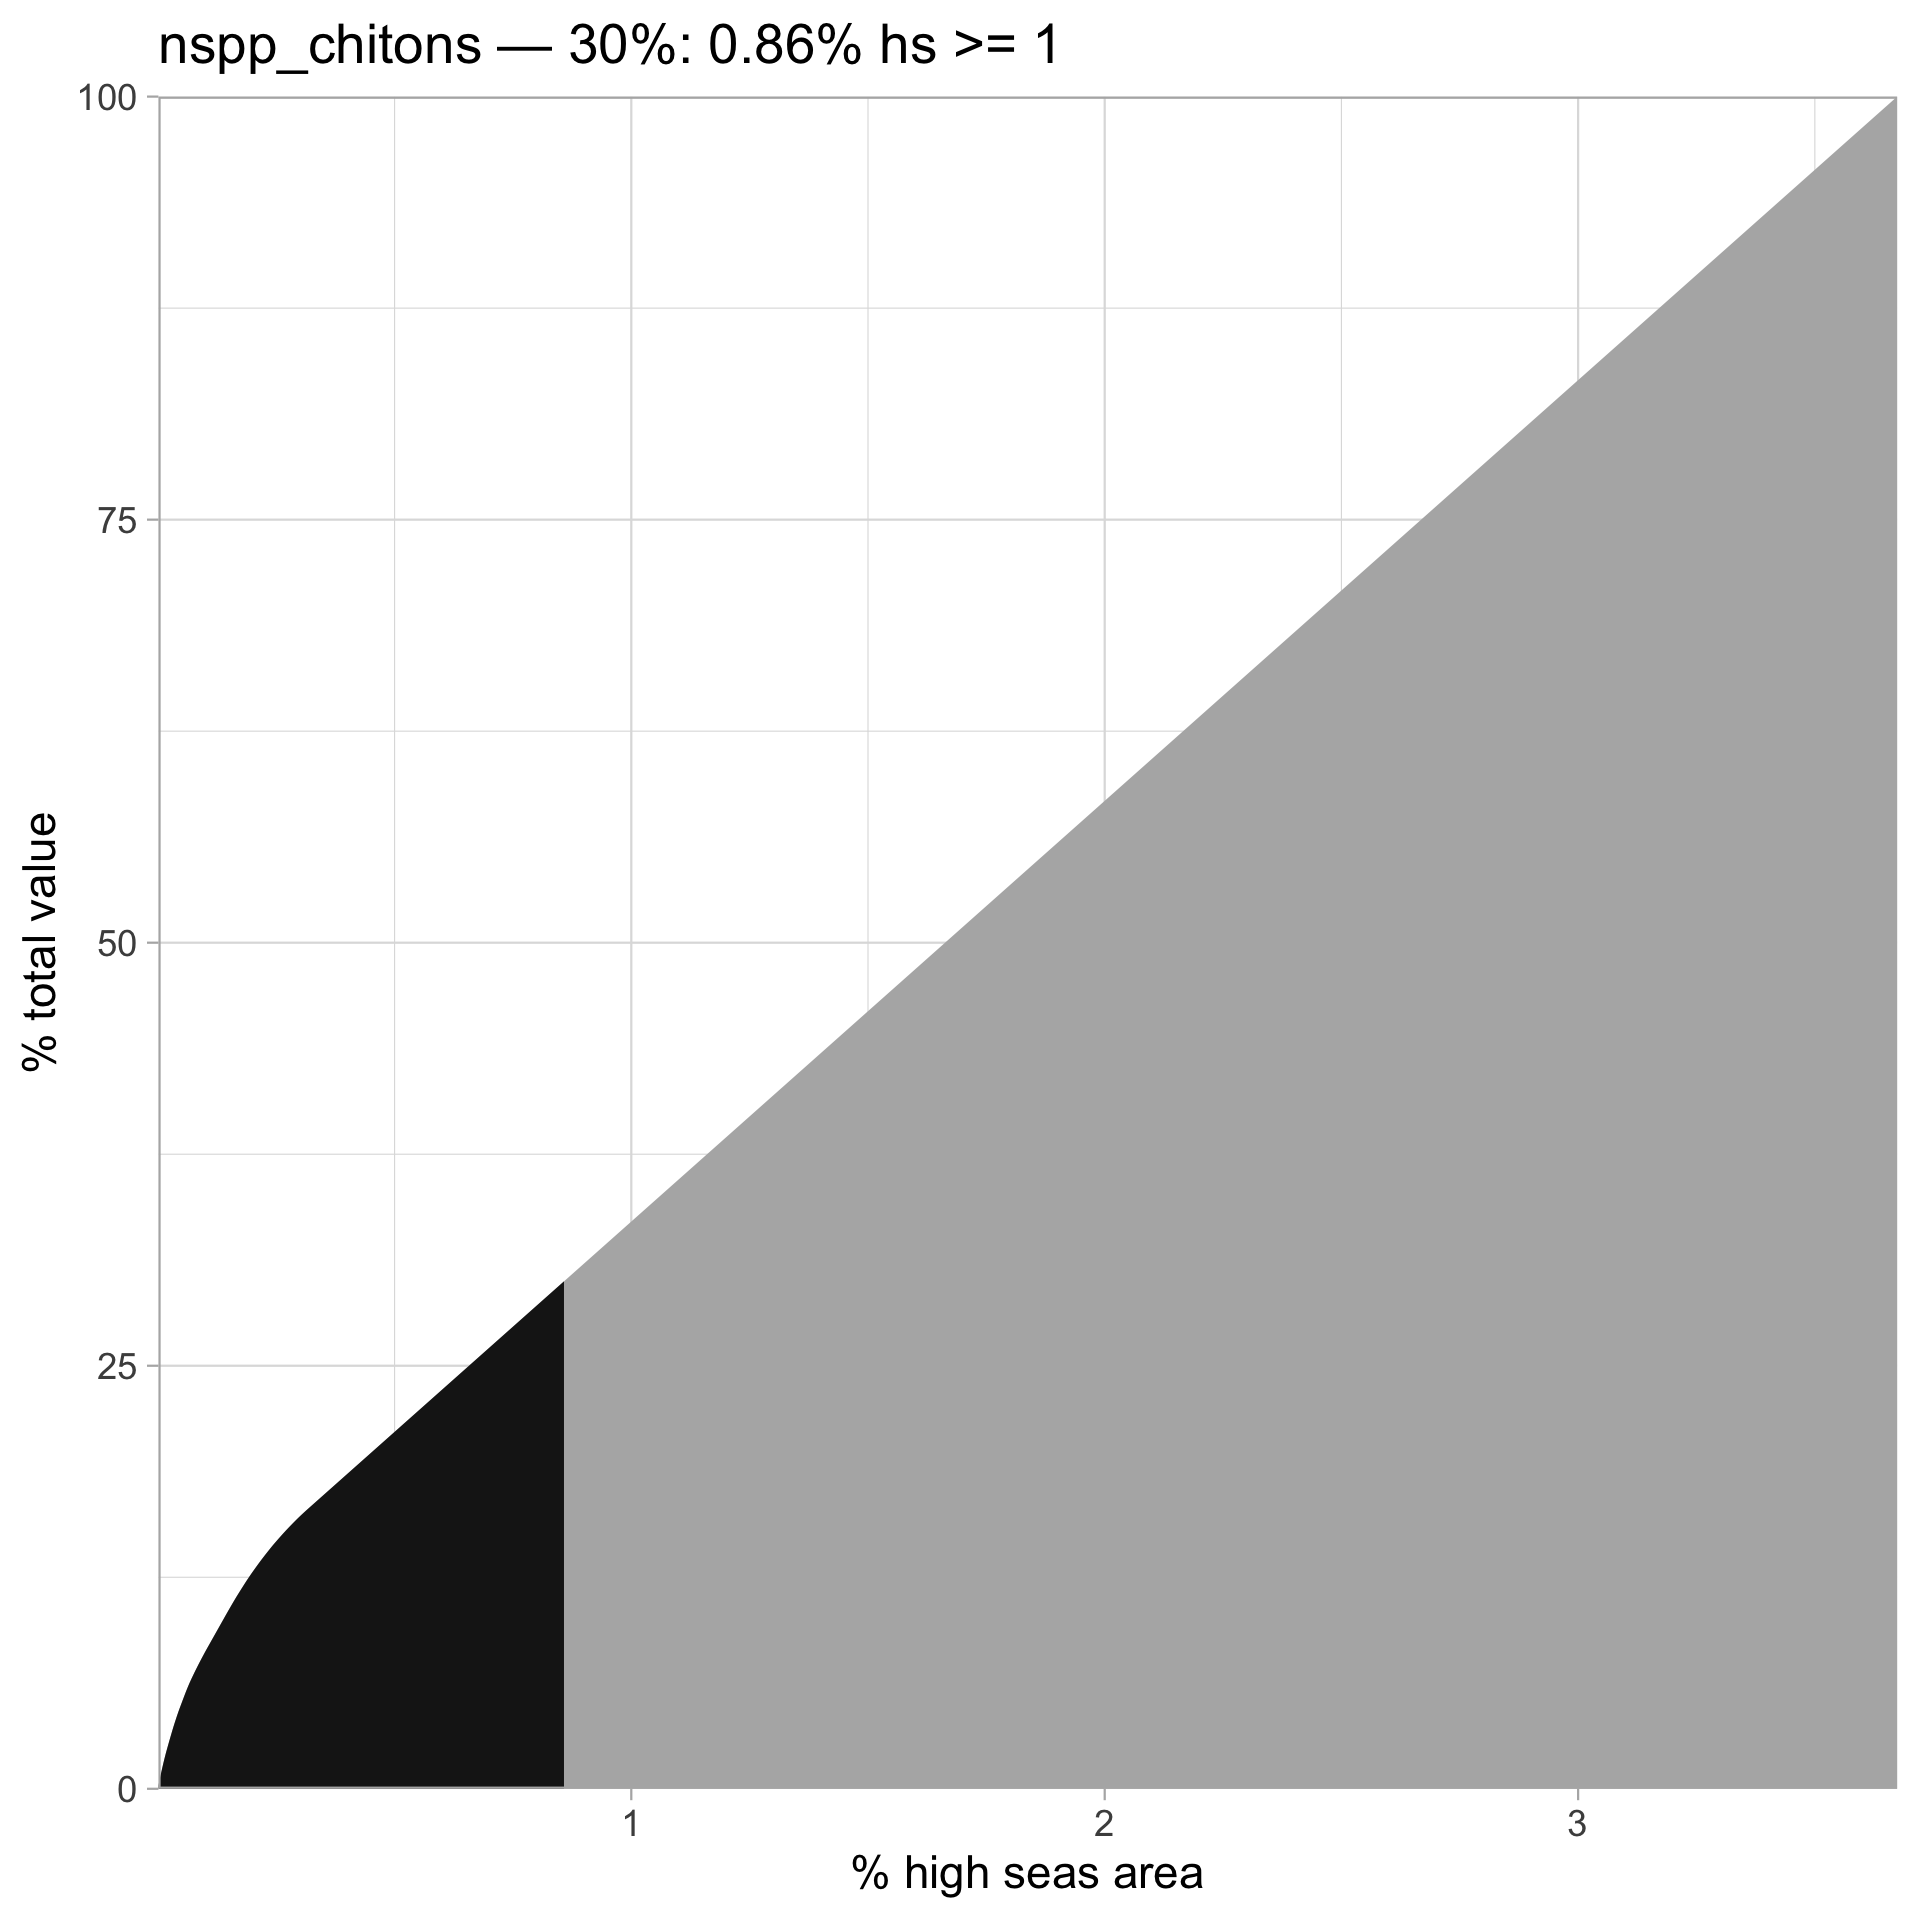 nspp_chitons — 30%: 0.86% hs >= 1
100
75
50
25
0
% total value
1 2 3
% high seas area